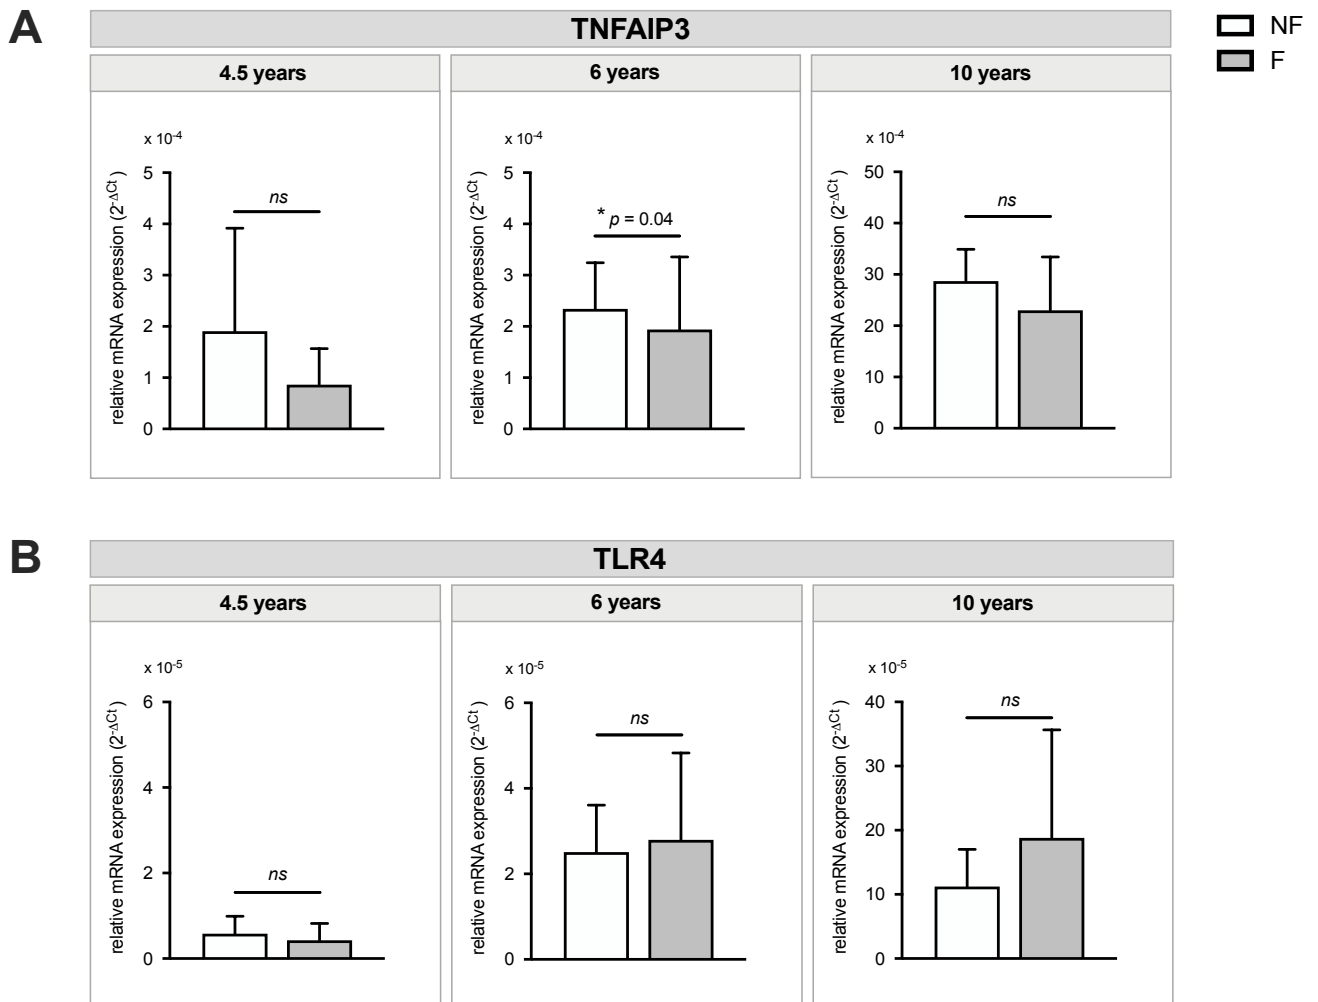 A
TNFAIP3
NF
F
4.5 years
6 years
10 years
x 10-4
x 10-4
x 10-4
relative mRNA expression (2-ΔCt )
5
4
3
2
1
0
ns
relative mRNA expression (2-ΔCt )
5
4
3
2
1
0
* p = 0.04
relative mRNA expression (2-ΔCt )
50
40
30
20
10
0
ns
B
TLR4
4.5 years
6 years
10 years
x 10-5
x 10-5
x 10-5
relative mRNA expression (2-ΔCt )
6
4
2
0
ns
relative mRNA expression (2-ΔCt )
6
4
2
0
ns
relative mRNA expression (2-ΔCt )
40
30
20
10
0
ns